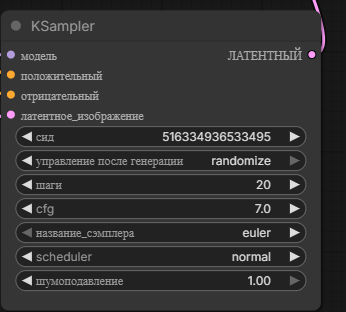 KSampler
модель ЛАТЕНТНЫЙ
положительный
отрицательный
латентное_изображение
сид 516334936533495
управление после генерации randomize
шаги 20
cfg 7.0
название_сэмплера euler
scheduler normal
шумоподавление 1.00